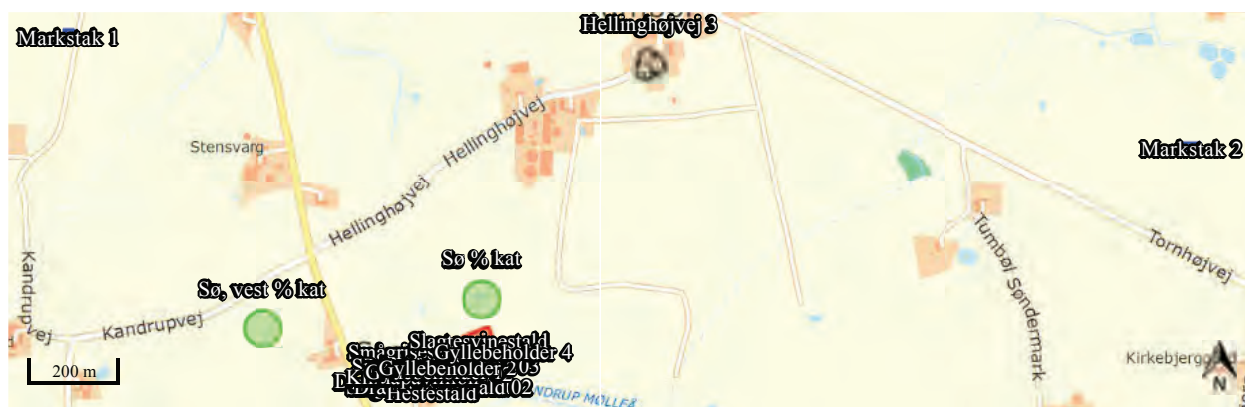 Hellinghøjvej 3
Markstak 1
Markstak 2
Stensvarg
Hellinghøjvej
Hellinghøjvej
Tornhøjvej
Tumbøl Søndermark
Kandrupvej
Sø % kat
Sø, vest % kat
Kandrupvej
Slagtesvinestald
Gyllebeholder 4
Gyllebeholder 2
Hestestald
200 m
Kirkebjerggård
N